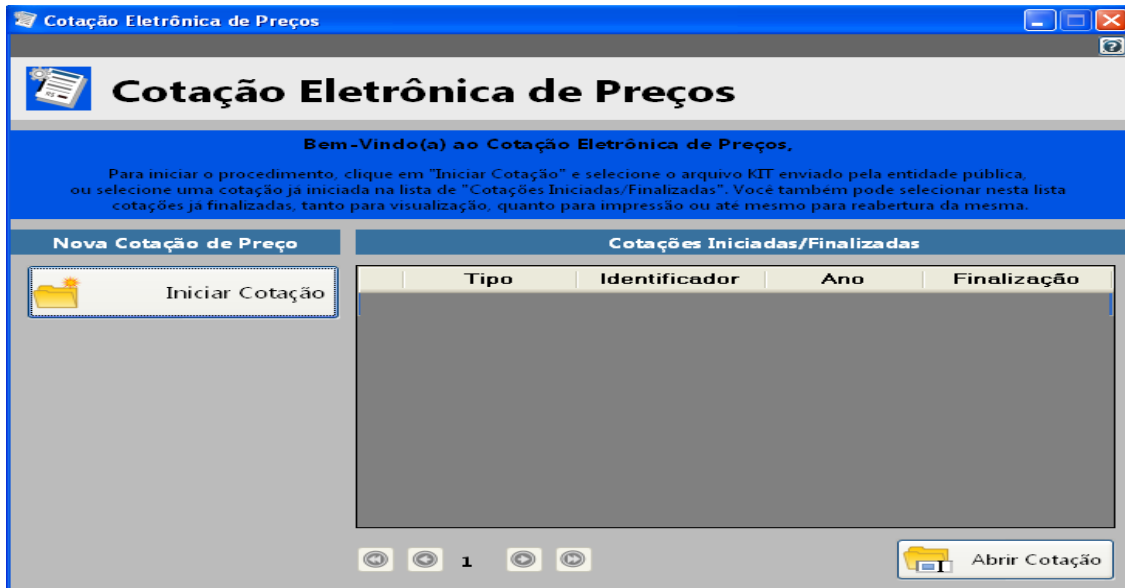 Cotação Eletrônica de Preços
Cotação Eletrônica de Preços
Bem-Vindo(a) ao Cotação Eletrônica de Preços,
Para iniciar o procedimento, clique em "Iniciar Cotação" e selecione o arquivo KIT enviado pela entidade publica,
ou selecione uma cotação já iniciada na lista de "Cotações Iniciadas/Finalizadas". Você também pode selecionar nesta lista
cotações já finalizadas, tanto para visualização, quanto para impressão ou até mesmo para reabertura da mesma.
Nova Cotação de Preço
Cotações Iniciadas/Finalizadas
Iniciar Cotação
Tipo Identificador Ano Finalização
1
Abrir Cotação